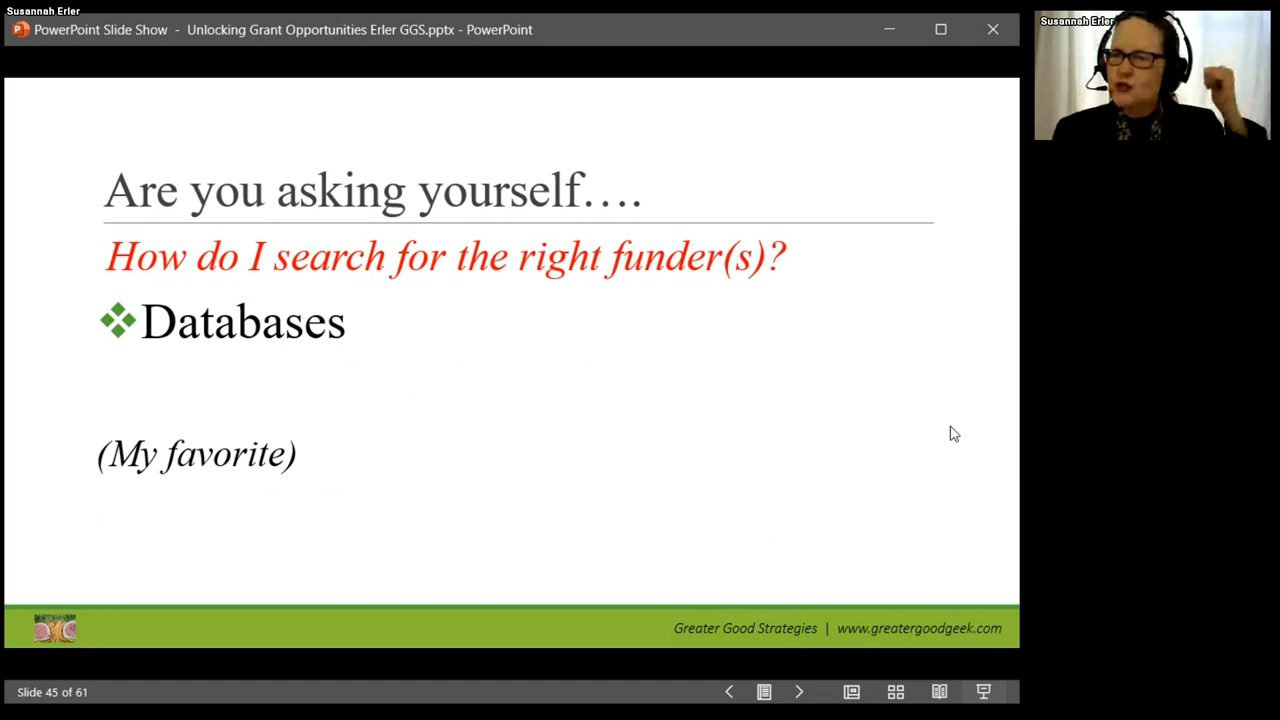 Susannah Erler
PowerPoint Slide Show - Unlocking Grant Opportunities Erler GGS.pptx - PowerPoint
Susannah Erler
Are you asking yourself….
How do I search for the right funder(s)?
Databases
(My favorite)
Greater Good Strategies | www.greatergoodgeek.com
Slide 45 of 61